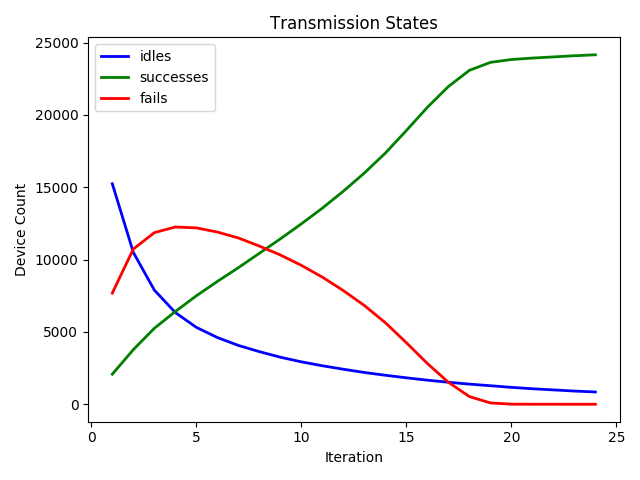 Transmission States
idles
successes
fails
Device Count
25000
20000
15000
10000
5000
0
0 5 10 15 20 25
Iteration